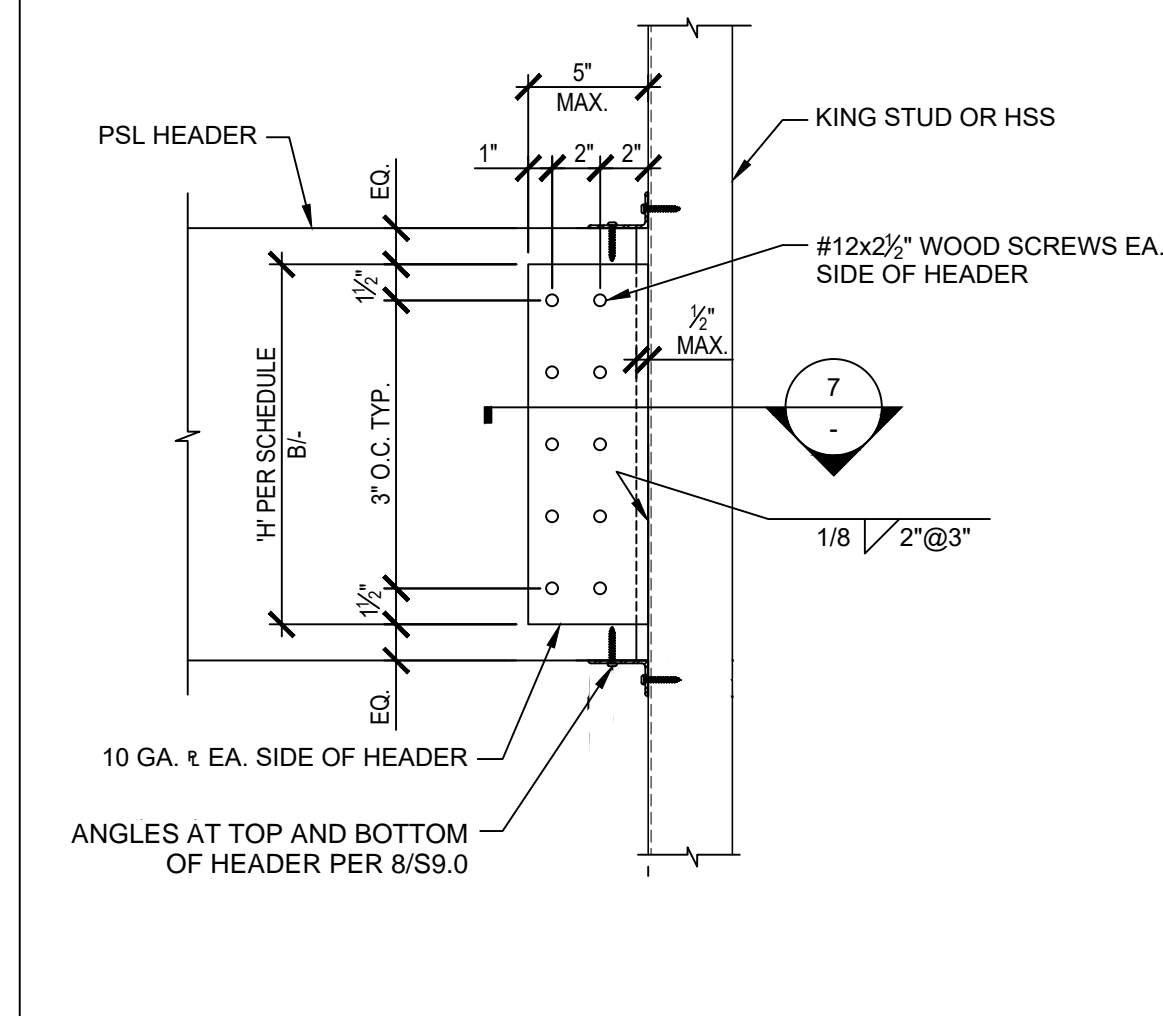 5"
MAX.
PSL HEADER
KING STUD OR HSS
1"
2"
2"
EQ.
#12x2½" WOOD SCREWS EA.
SIDE OF HEADER
1½"
½"
MAX.
'H' PER SCHEDULE
B/-
3" O.C. TYP.
7
-
1/8
2"@3"
1½"
EQ.
10 GA. ℄ EA. SIDE OF HEADER
ANGLES AT TOP AND BOTTOM
OF HEADER PER 8/S9.0